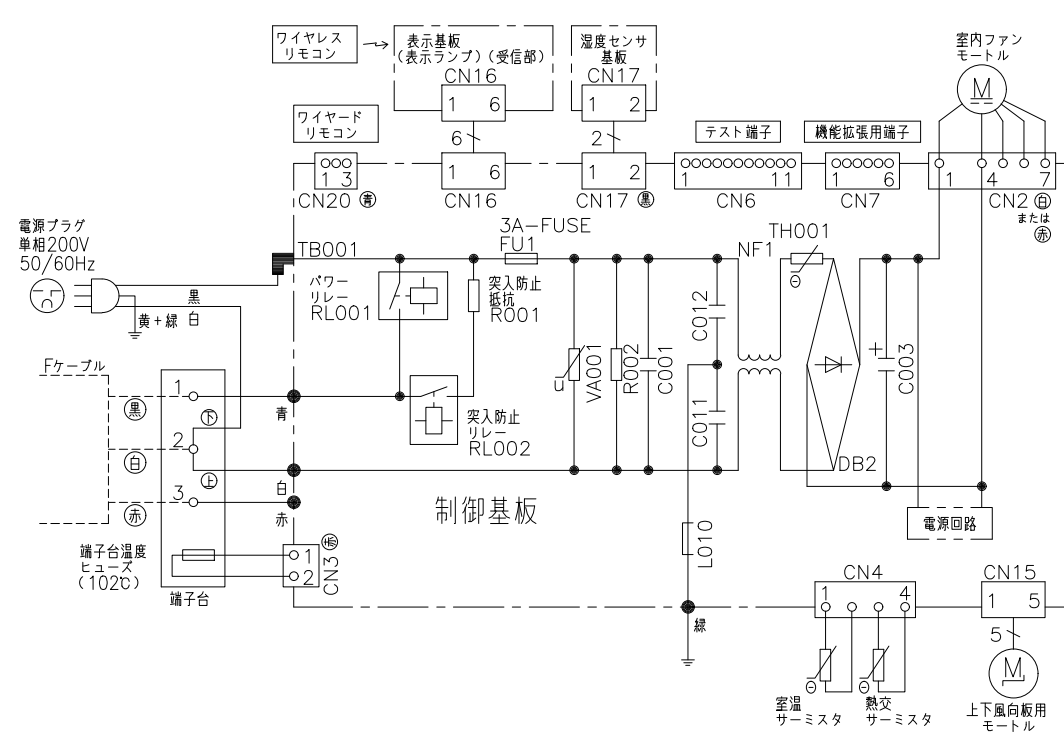 ワイヤレス
リモコン
表示基板
(表示ランプ)(受信部)
CN16
1 6
6
湿度センサ
基板
CN17
1 2
2
室内ファン
モートル
M
ワイヤード
リモコン
テスト端子
機能拡張用端子
1 3
CN20 青
1 6
CN16
1 2
CN17 黒
1 11
CN6
1 6
CN7
1 4 7
CN2 白
または
赤
電源プラグ
単相200V
50/60Hz
黒
白
黄+緑
TB001
パワー
リレー
RL001
突入防止
抵抗
R001
3A-FUSE
FU1
NF1
TH001
VA001
u
R002
C001
C012
C011
C003
+
DB2
突入防止
リレー
RL002
Fケーブル
1
黒
下
2
白
上
3
赤
青
白
赤
制御基板
電源回路
端子台温度
ヒューズ
(102℃)
端子台
1
2
CN3 赤
L010
緑
CN4
1 4
室温
サーミスタ
熱交
サーミスタ
CN15
1 5
5
M
上下風向板用
モートル